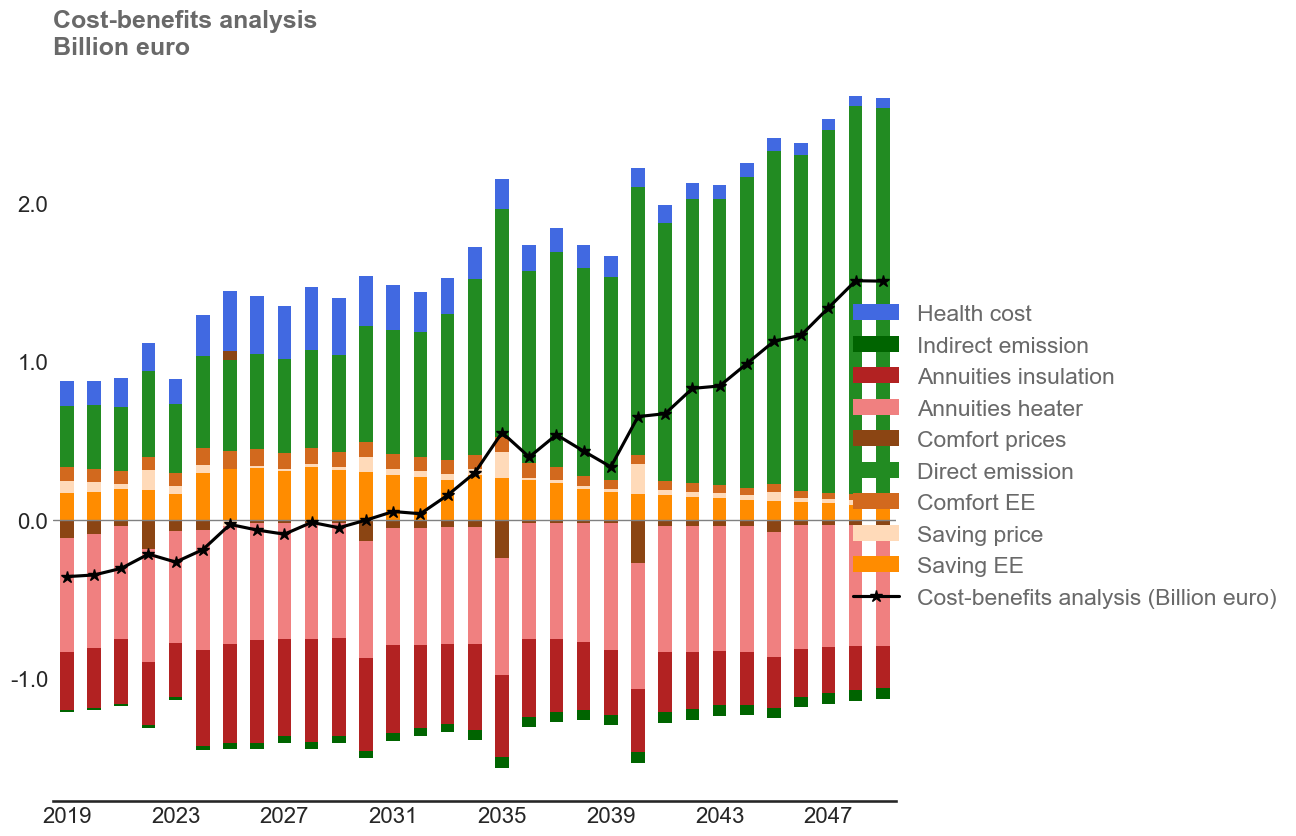 Cost-benefits analysis
Billion euro
2.0
1.0
0.0
-1.0
2019 2023 2027 2031 2035 2039 2043 2047
Health cost
Indirect emission
Annuities insulation
Annuities heater
Comfort prices
Direct emission
Comfort EE
Saving price
Saving EE
Cost-benefits analysis (Billion euro)